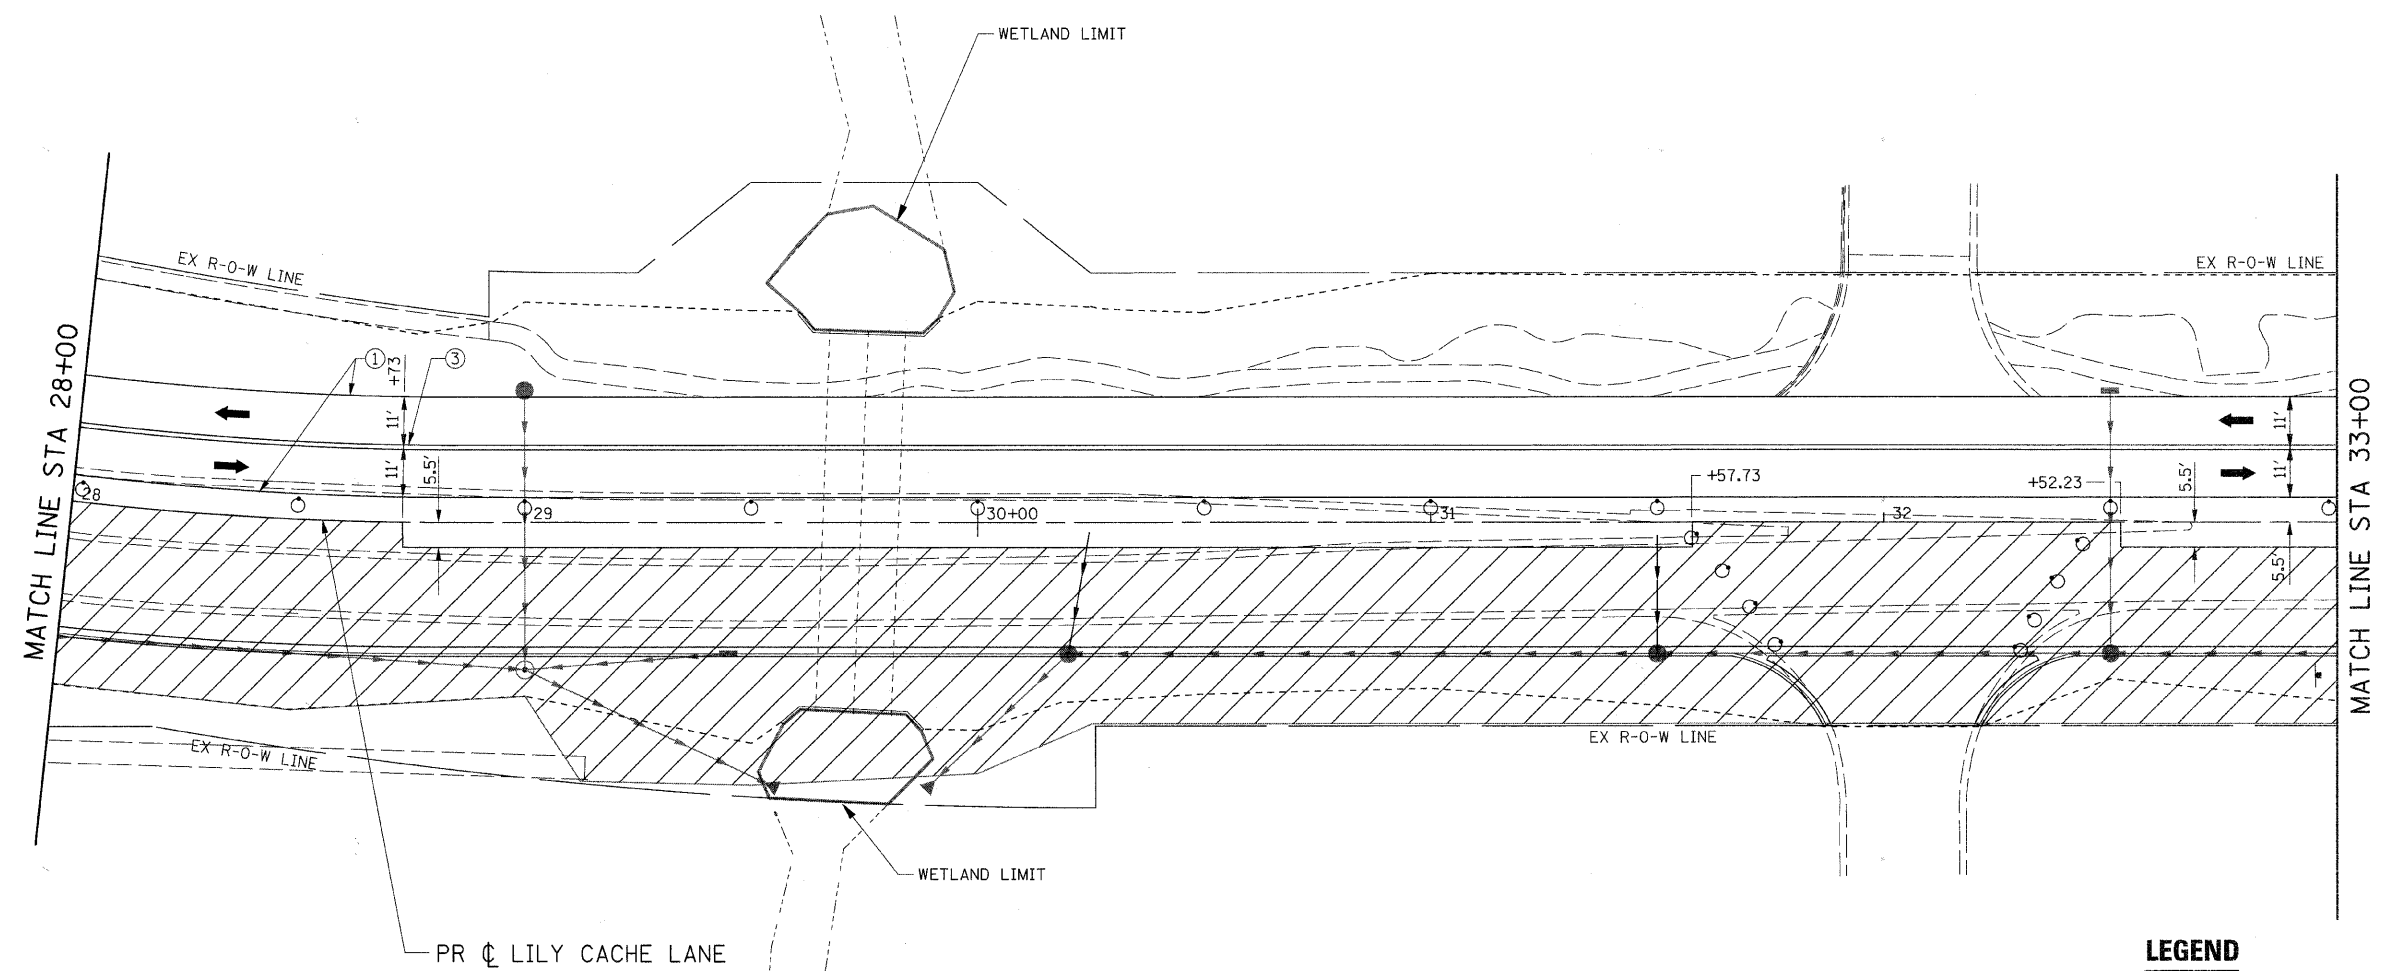 WETLAND LIMIT
EX R-O-W LINE
EX R-O-W LINE
MATCH LINE STA 28+00
1
+73
3
11'
11'
11'
5.5'
11'
+57.73
+52.23
5.5'
28
29
30+00
31
32
5.5'
MATCH LINE STA 33+00
EX R-O-W LINE
EX R-O-W LINE
WETLAND LIMIT
PR ℄ LILY CACHE LANE
LEGEND